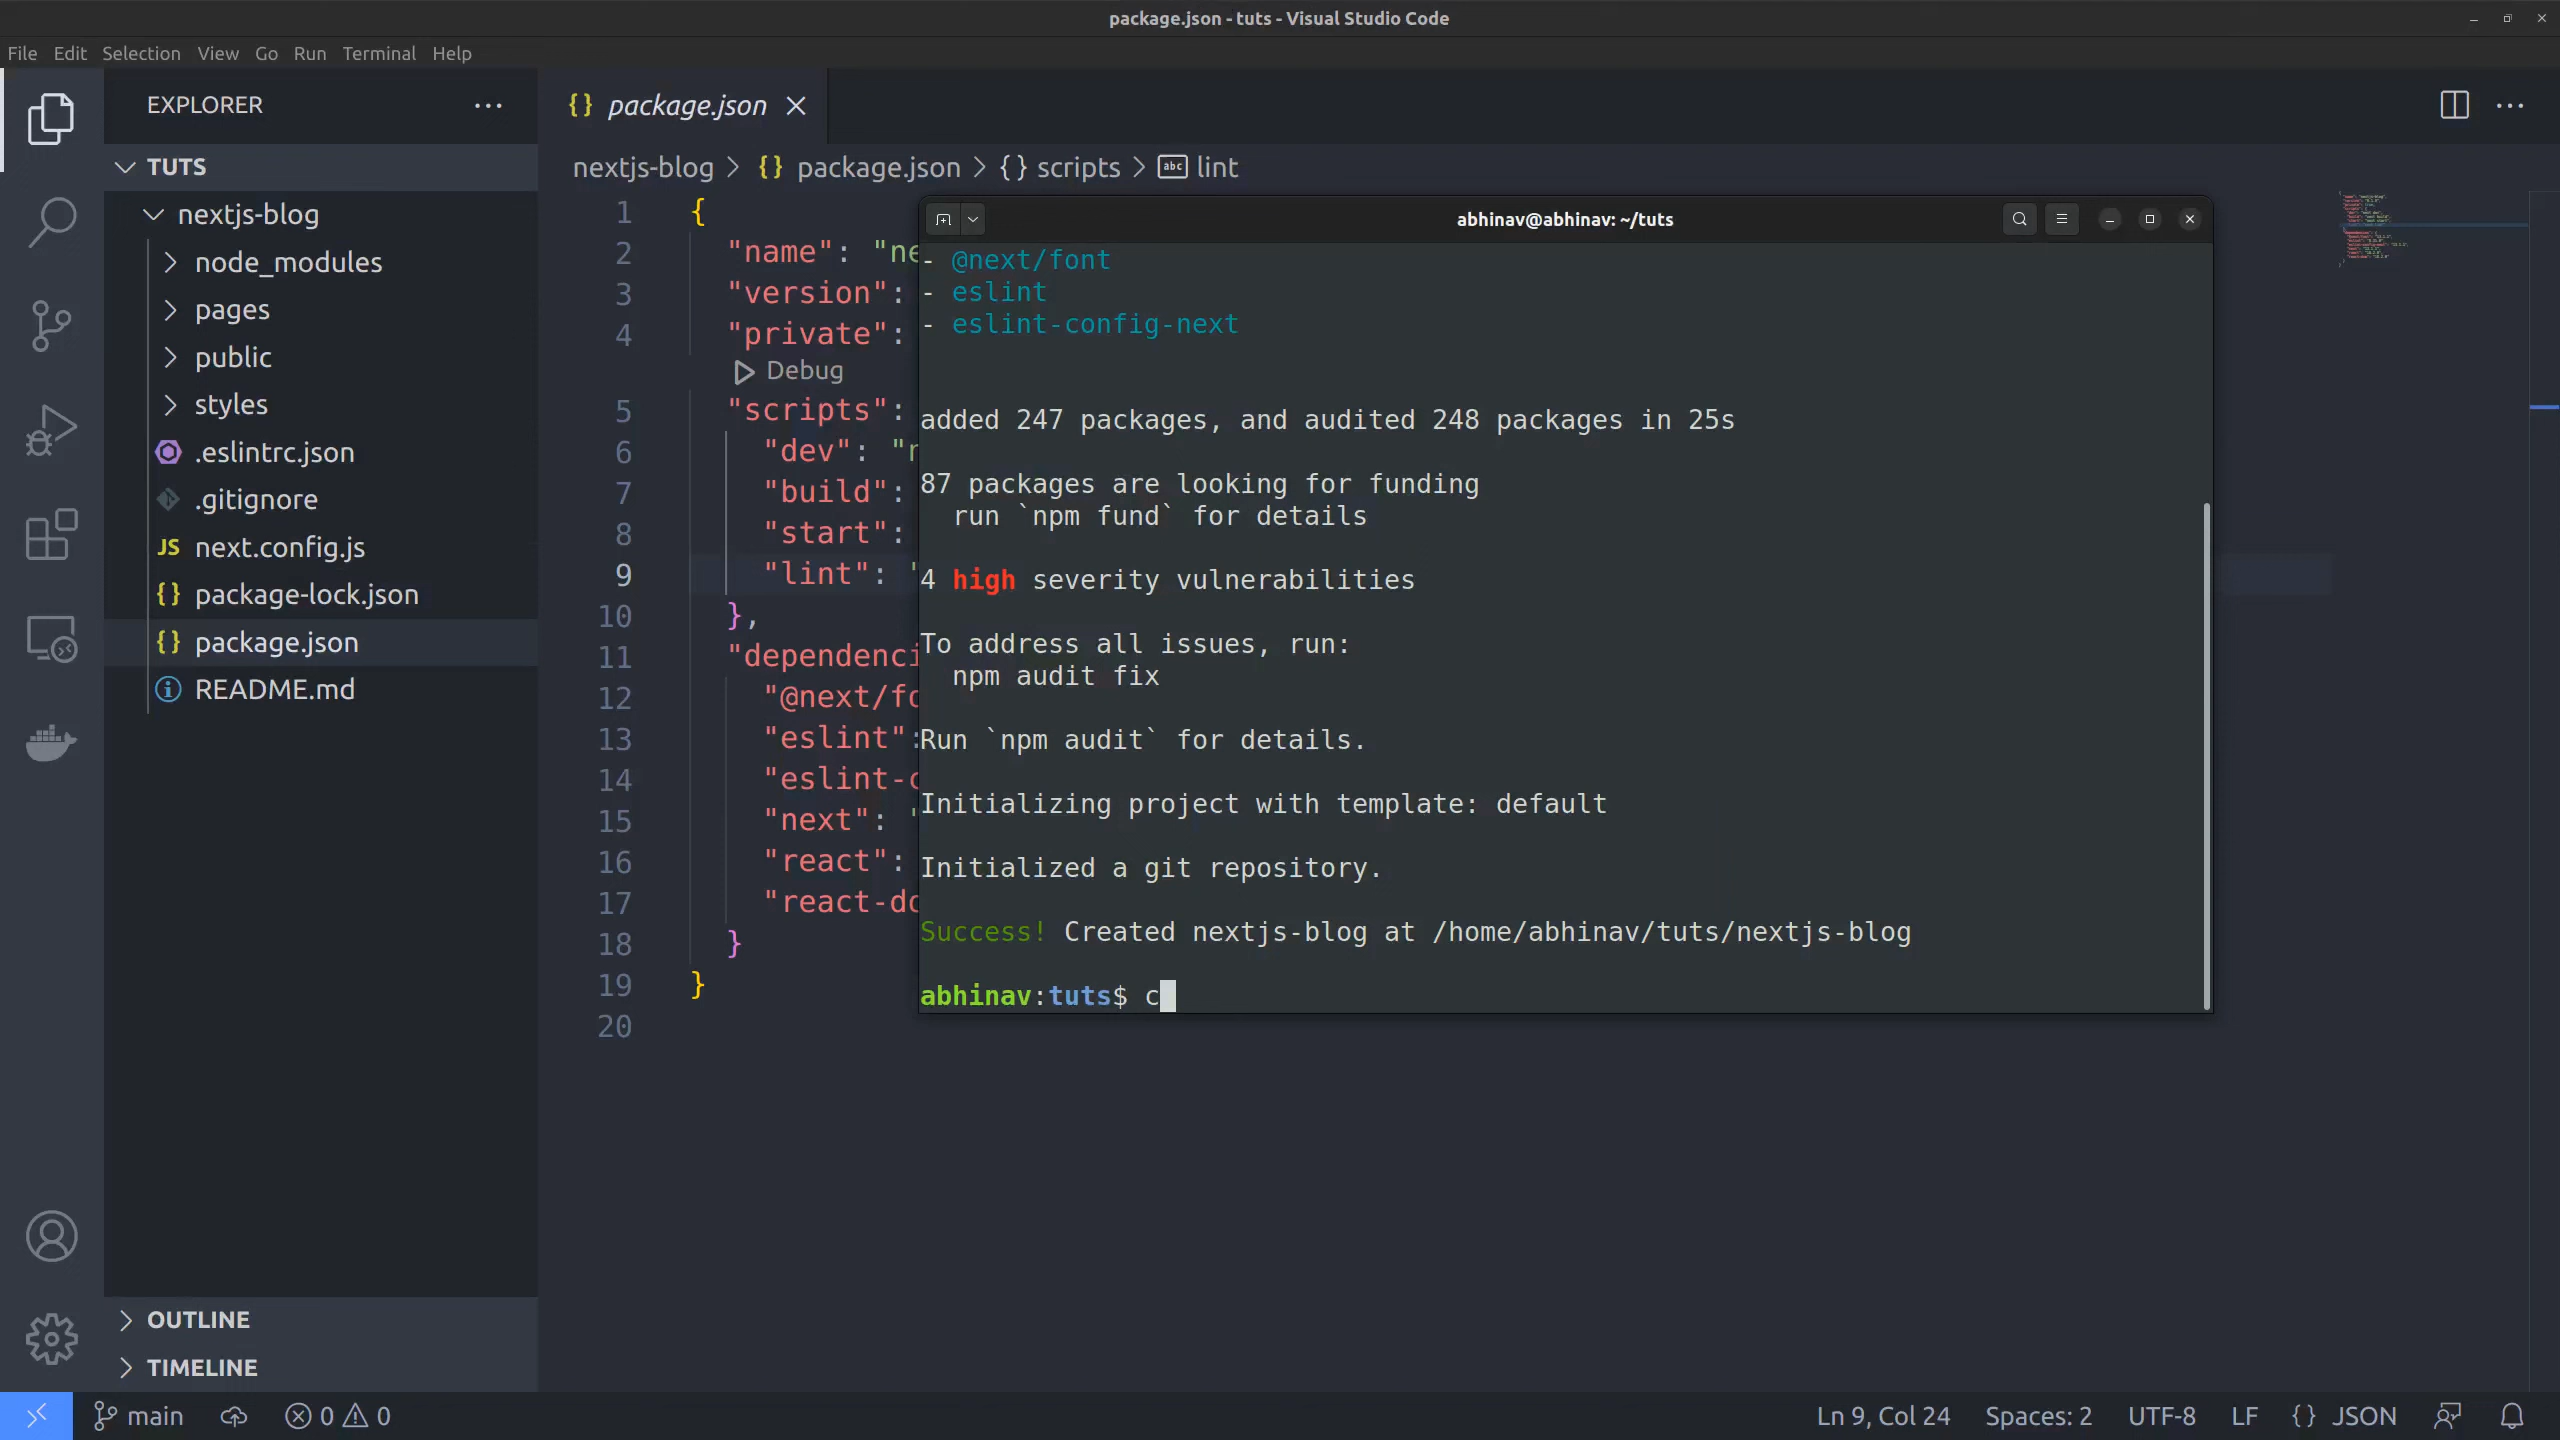 package.json - tuts - Visual Studio Code
File Edit Selection View Go Run Terminal Help
EXPLORER
package.json
TUTS
nextjs-blog
node_modules
pages
public
styles
.eslintrc.json
.gitignore
JS next.config.js
{} package-lock.json
{} package.json
README.md
OUTLINE
TIMELINE
nextjs-blog > {} package.json > {} scripts > abc lint
1 {
2 "name": "ne
3 "version":
4 "private":
Debug
5 "scripts":
6 "dev": "n
7 "build":
8 "start":
9 "lint": "
10 },
11 "dependenci
12 "@next/fo
13 "eslint":
14 "eslint-c
15 "next": "
16 "react":
17 "react-do
18 }
19 }
20
abhinav@abhinav: ~/tuts
- @next/font
- eslint
- eslint-config-next
added 247 packages, and audited 248 packages in 25s
87 packages are looking for funding
run `npm fund` for details
4 high severity vulnerabilities
To address all issues, run:
npm audit fix
Run `npm audit` for details.
Initializing project with template: default
Initialized a git repository.
Success! Created nextjs-blog at /home/abhinav/tuts/nextjs-blog
abhinav:tuts$ c
main 0 0 Ln 9, Col 24 Spaces: 2 UTF-8 LF {} JSON